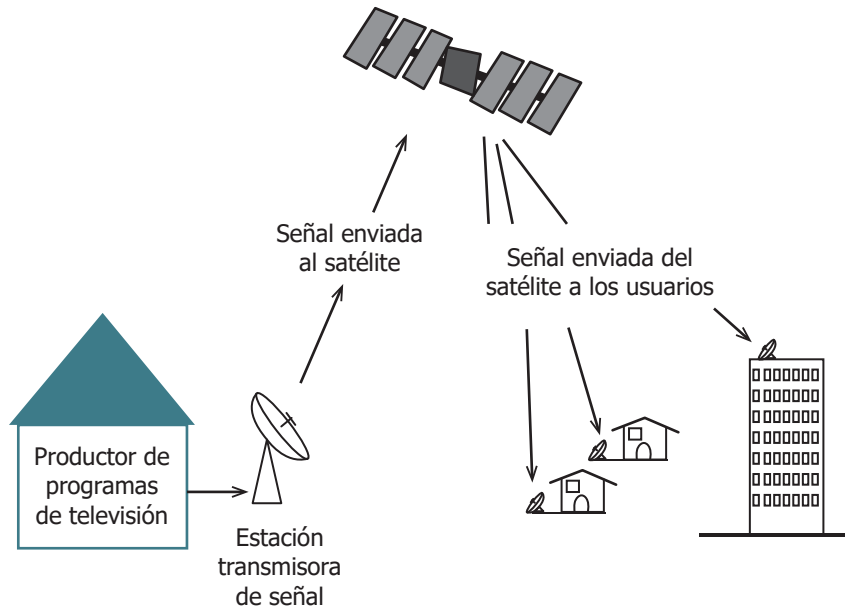 Señal enviada
al satélite
Señal enviada del
satélite a los usuarios
Productor de
programas
de televisión
Estación
transmisora
de señal